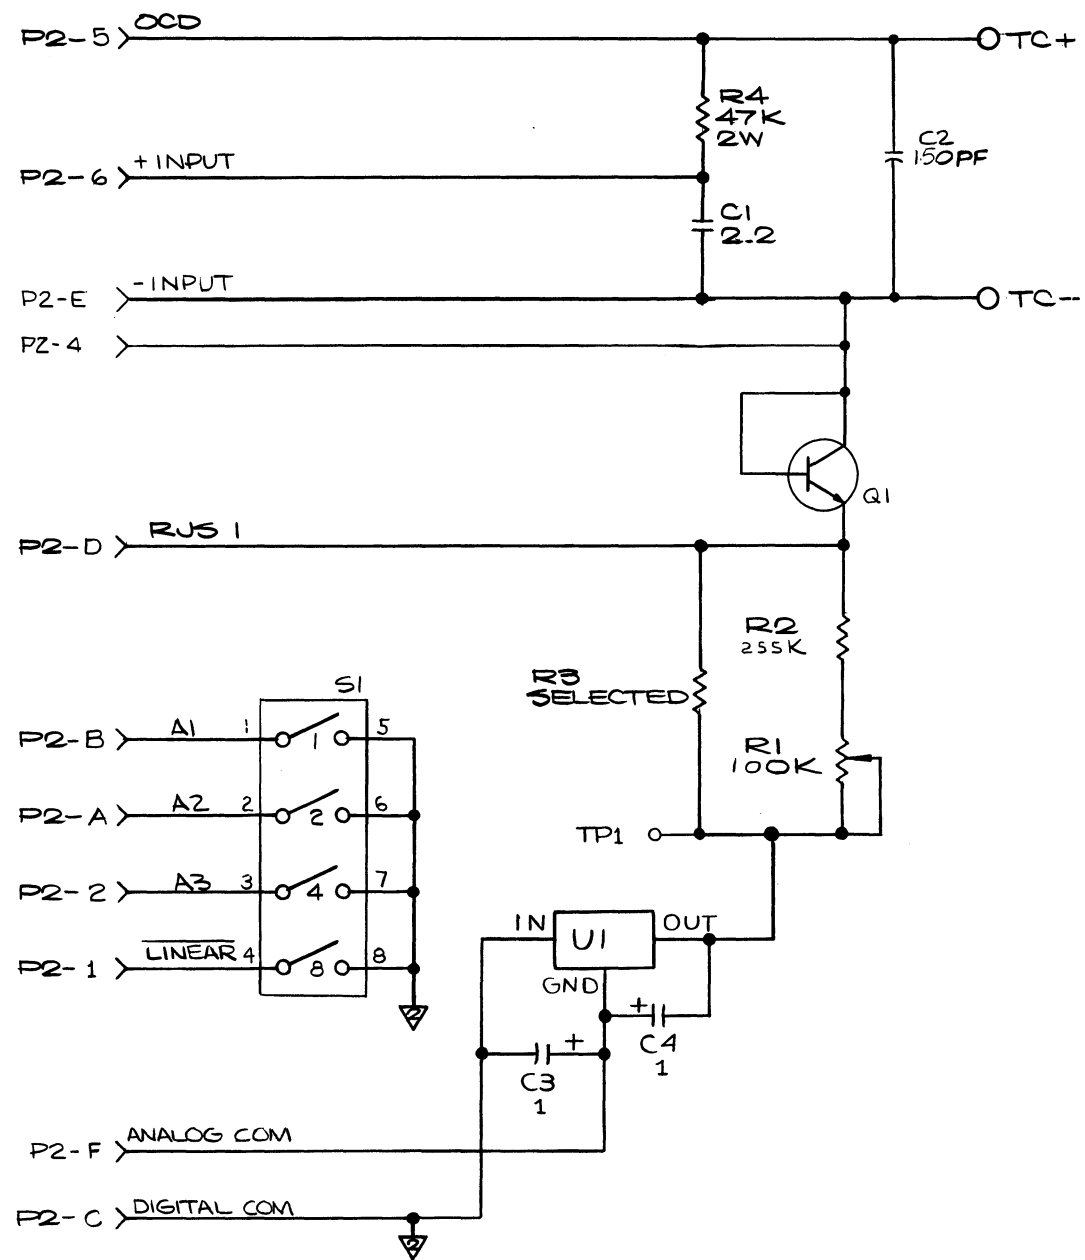 P2-5 OCD TC+
R4
47K
2W
C2
150PF
P2-6 +INPUT
C1
2.2
P2-E -INPUT TC-
P2-4
Q1
P2-D RJS 1
R2
255K
R3
SELECTED
S1
P2-B A1 1 1 5
R1
100K
P2-A A2 2 2 6
TP1
P2-2 A3 3 4 7
IN U1 OUT
P2-1 LINEAR 4 8 8
GND
2
+ C4
1
+ C3
1
P2-F ANALOG COM
P2-C DIGITAL COM
2